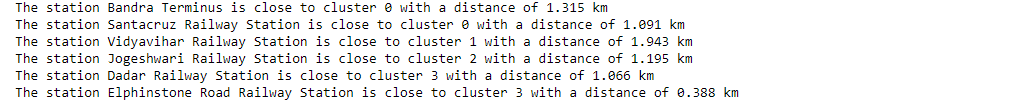 The station Bandra Terminus is close to cluster 0 with a distance of 1.315 km
The station Santacruz Railway Station is close to cluster 0 with a distance of 1.091 km
The station Vidyavihar Railway Station is close to cluster 1 with a distance of 1.943 km
The station Jogeshwari Railway Station is close to cluster 2 with a distance of 1.195 km
The station Dadar Railway Station is close to cluster 3 with a distance of 1.066 km
The station Elphinstone Road Railway Station is close to cluster 3 with a distance of 0.388 km